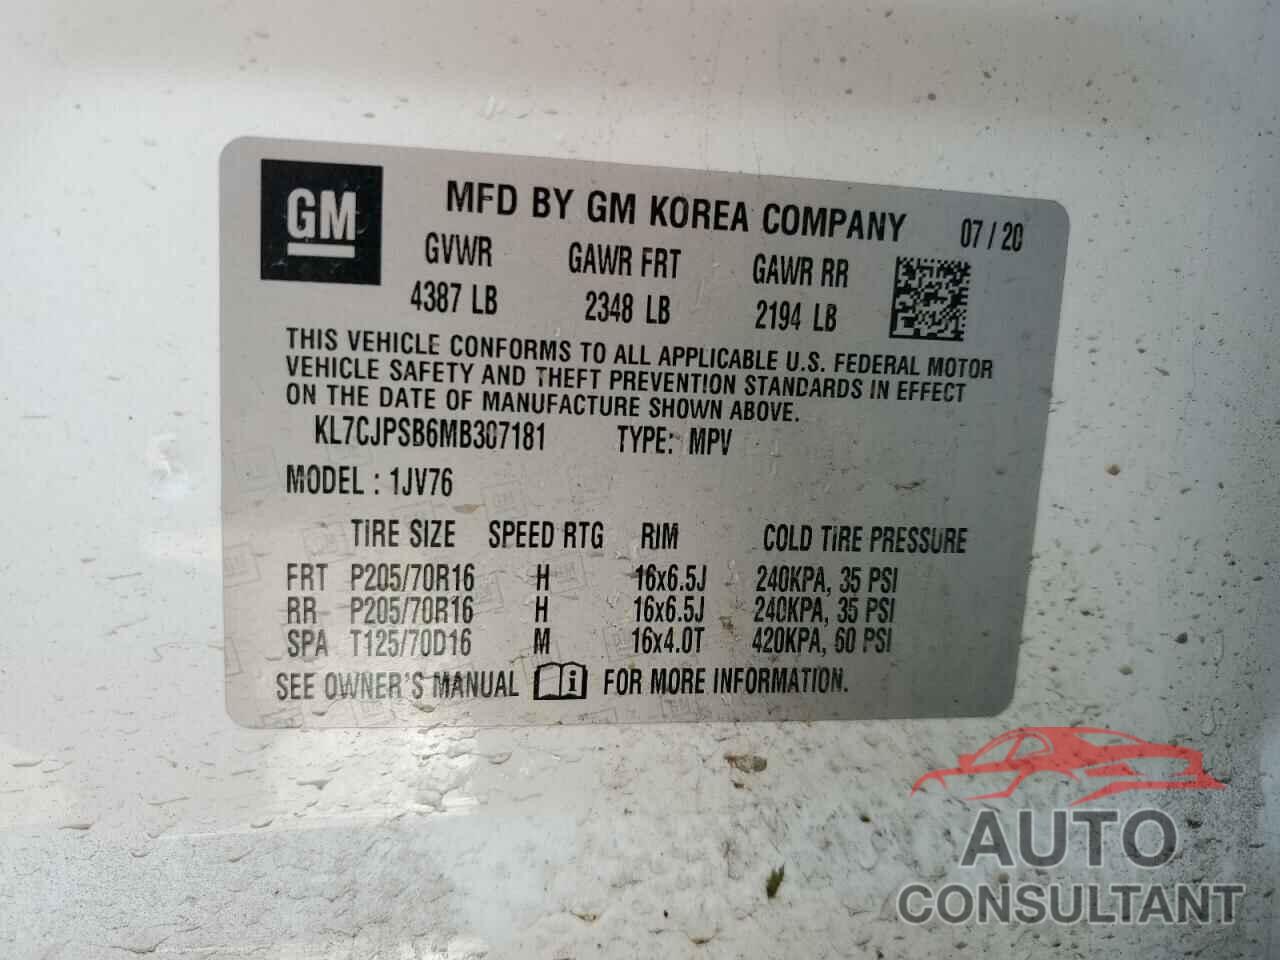 GM
MFD BY GM KOREA COMPANY 07/20
GVWR GAWR FRT GAWR RR
4387 LB 2348 LB 2194 LB
THIS VEHICLE CONFORMS TO ALL APPLICABLE U.S. FEDERAL MOTOR
VEHICLE SAFETY AND THEFT PREVENTION STANDARDS IN EFFECT
ON THE DATE OF MANUFACTURE SHOWN ABOVE.
KL7CJPSB6MB307181 TYPE: MPV
MODEL : 1JV76
TIRE SIZE SPEED RTG RIM COLD TIRE PRESSURE
FRT P205/70R16 H 16x6.5J 240KPA, 35 PSI
RR P205/70R16 H 16x6.5J 240KPA, 35 PSI
SPA T125/70D16 M 16x4.0T 420KPA, 60 PSI
SEE OWNER'S MANUAL i FOR MORE INFORMATION.
AUTO
CONSULTANT